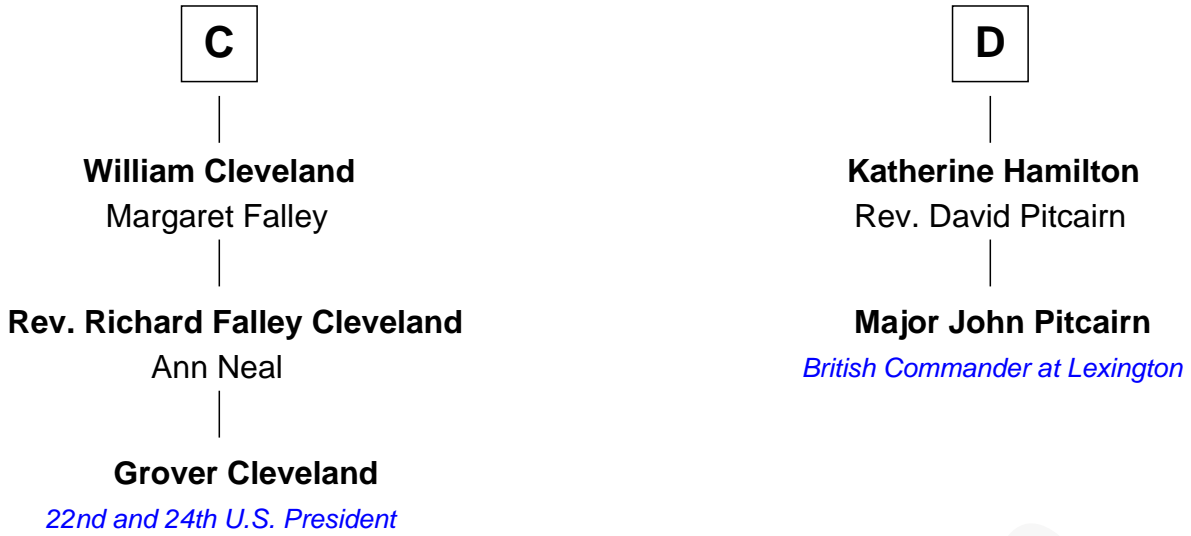 C
William Cleveland
Margaret Falley
Rev. Richard Falley Cleveland
Ann Neal
Grover Cleveland
22nd and 24th U.S. President
D
Katherine Hamilton
Rev. David Pitcairn
Major John Pitcairn
British Commander at Lexington